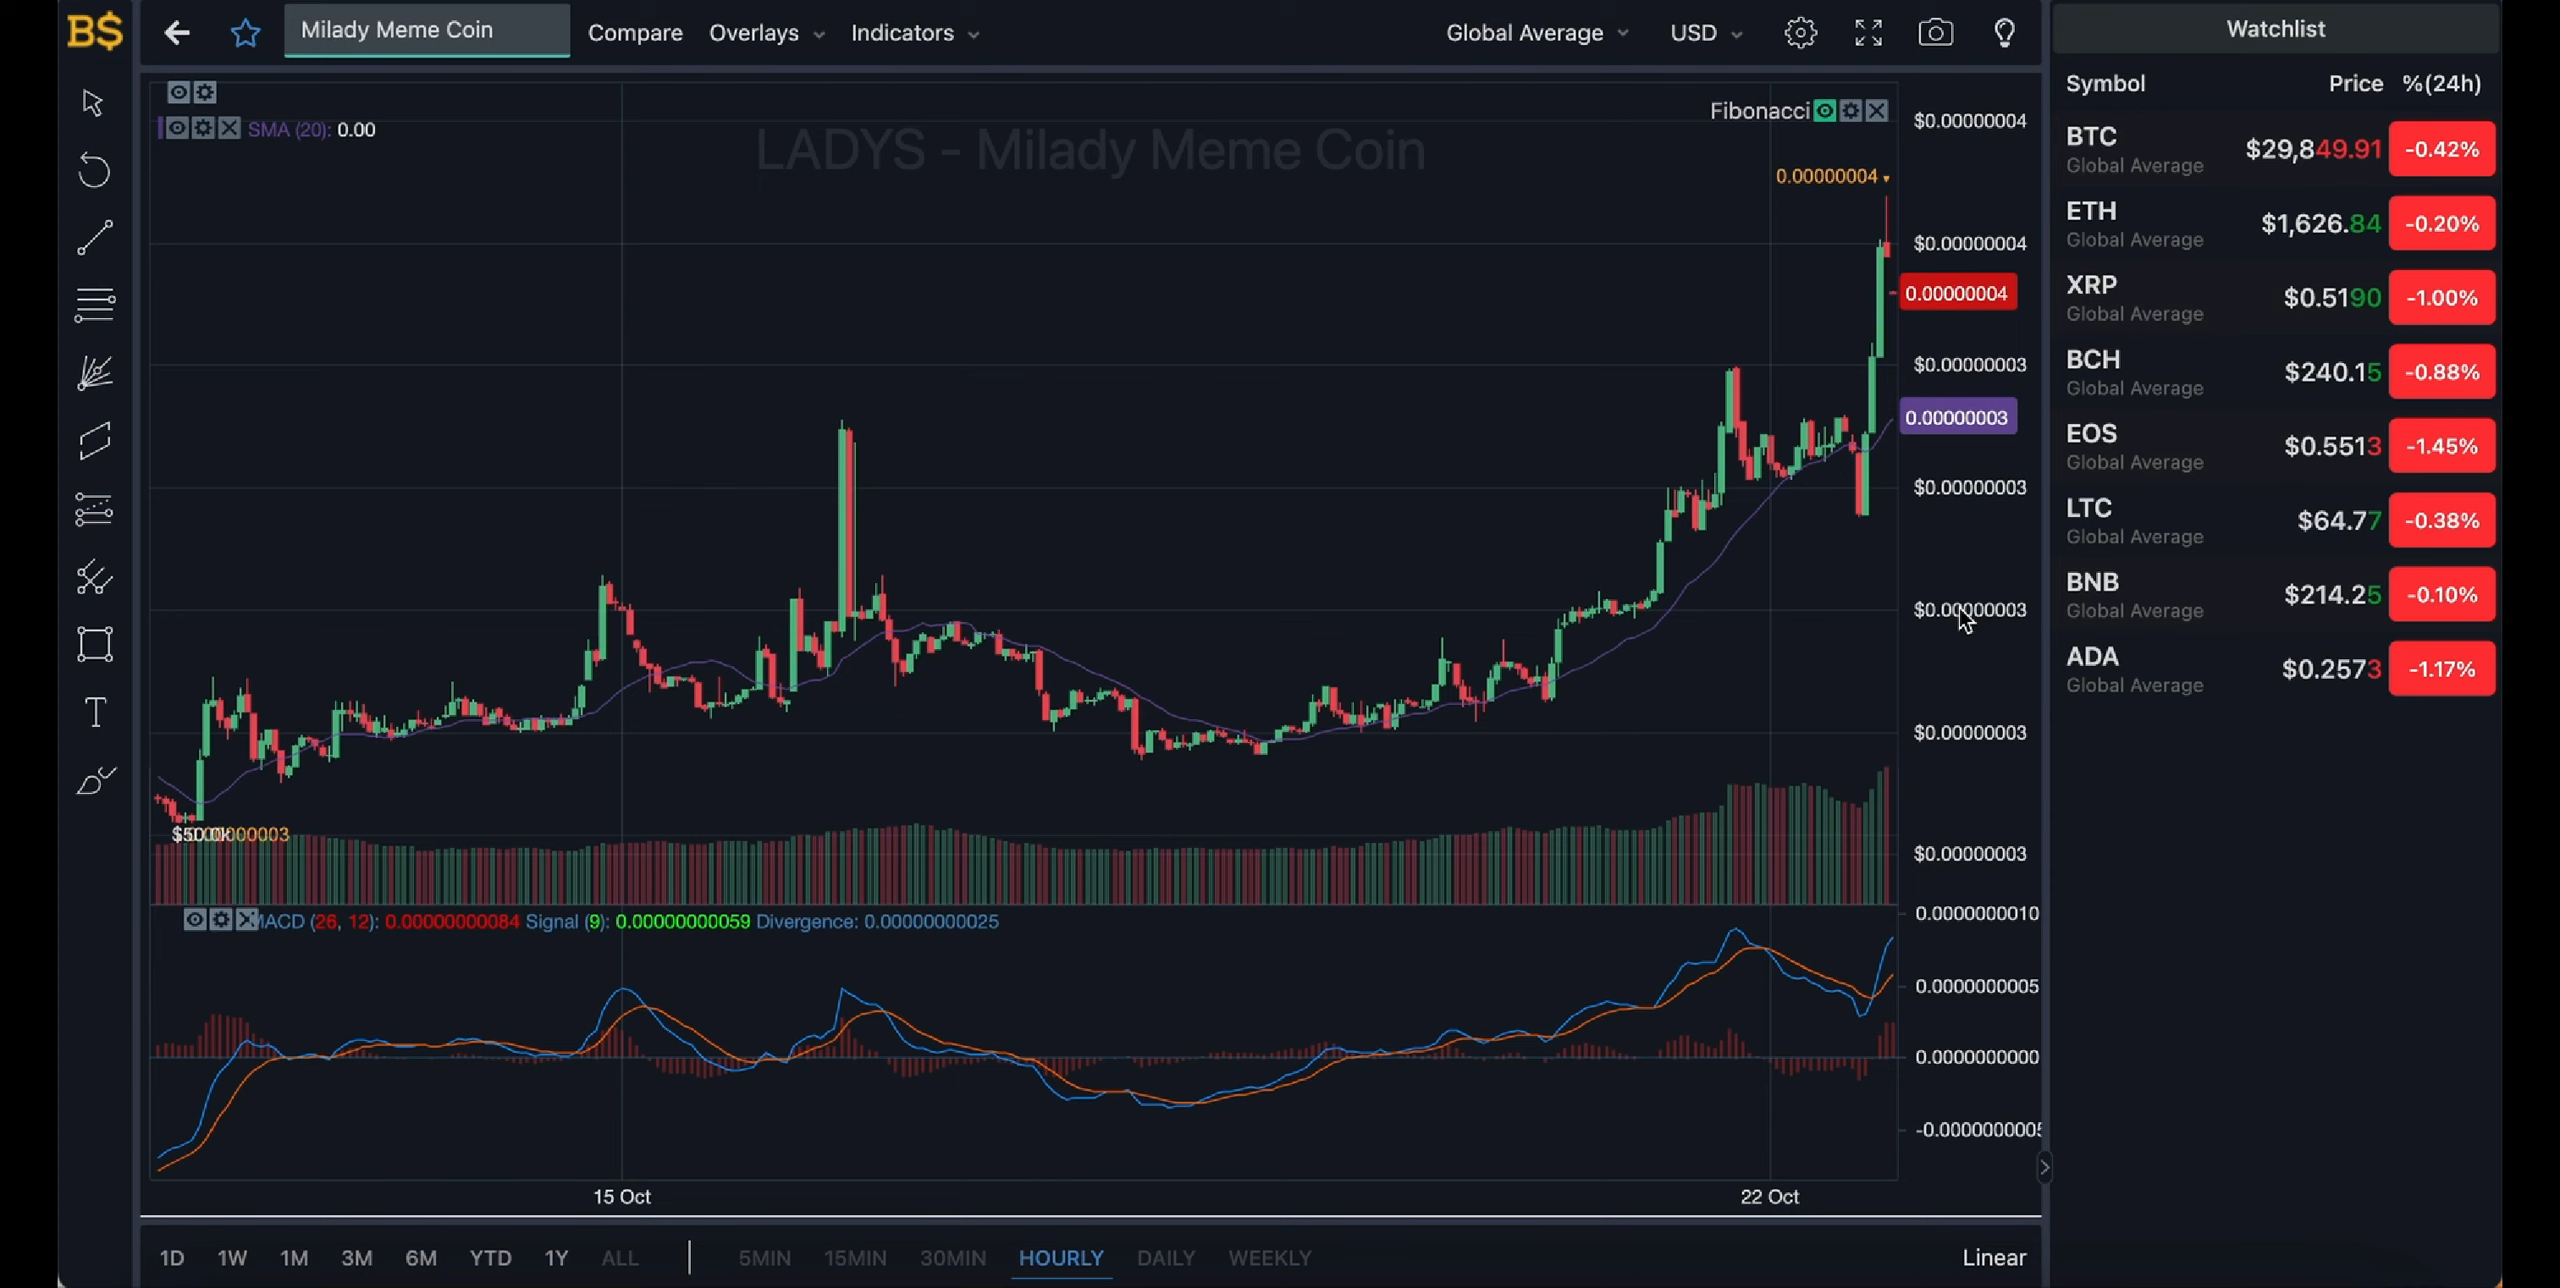 B$
Milady Meme Coin
Compare
Overlays
Indicators
Global Average
USD
SMA (20): 0.00
LADYS - Milady Meme Coin
Fibonacci
0.00000004
$0.00000004
$0.00000004
0.00000004
$0.00000003
0.00000003
$0.00000003
$0.00000003
$0.00000003
$0.00000003
MACD (26, 12): 0.00000000084 Signal (9): 0.00000000059 Divergence: 0.00000000025
0.0000000010
0.0000000005
0.0000000000
-0.0000000005
15 Oct
22 Oct
1D 1W 1M 3M 6M YTD 1Y ALL
5MIN 15MIN 30MIN HOURLY DAILY WEEKLY
Linear
Watchlist
Symbol Price %(24h)
BTC $29,849.91 -0.42%
Global Average
ETH $1,626.84 -0.20%
Global Average
XRP $0.5190 -1.00%
Global Average
BCH $240.15 -0.88%
Global Average
EOS $0.5513 -1.45%
Global Average
LTC $64.77 -0.38%
Global Average
BNB $214.25 -0.10%
Global Average
ADA $0.2573 -1.17%
Global Average